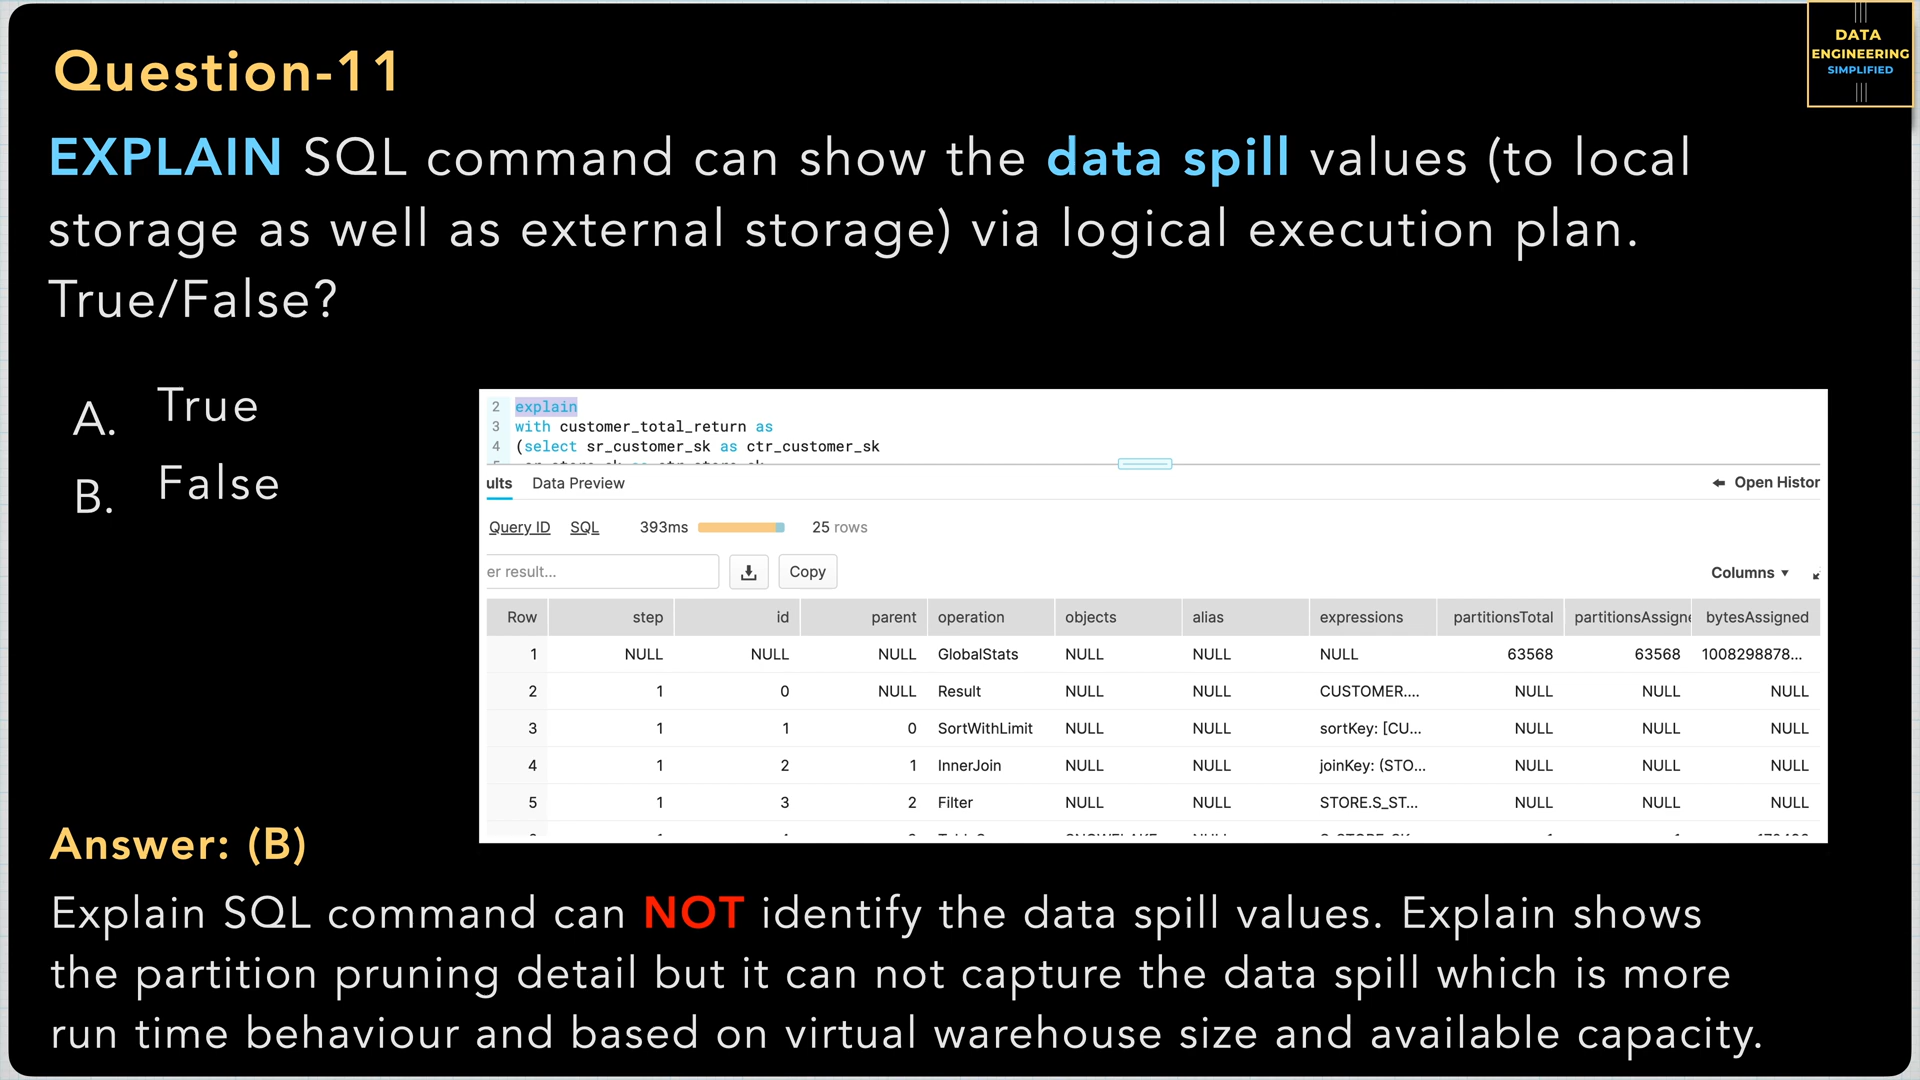 DATA
ENGINEERING
SIMPLIFIED
Question-11
EXPLAIN SQL command can show the data spill values (to local
storage as well as external storage) via logical execution plan.
True/False?
A. True
B. False
2 explain
3 with customer_total_return as
4 (select sr_customer_sk as ctr_customer_sk
ults Data Preview Open Histor
Query ID SQL 393ms 25 rows
er result... Copy Columns
Row step id parent operation objects alias expressions partitionsTotal partitionsAssigne bytesAssigned
1 NULL NULL NULL GlobalStats NULL NULL NULL 63568 63568 1008298878...
2 1 0 NULL Result NULL NULL CUSTOMER.... NULL NULL NULL
3 1 1 0 SortWithLimit NULL NULL sortKey: [CU... NULL NULL NULL
4 1 2 1 InnerJoin NULL NULL joinKey: (STO... NULL NULL NULL
5 1 3 2 Filter NULL NULL STORE.S_ST... NULL NULL NULL
Answer: (B)
Explain SQL command can NOT identify the data spill values. Explain shows
the partition pruning detail but it can not capture the data spill which is more
run time behaviour and based on virtual warehouse size and available capacity.